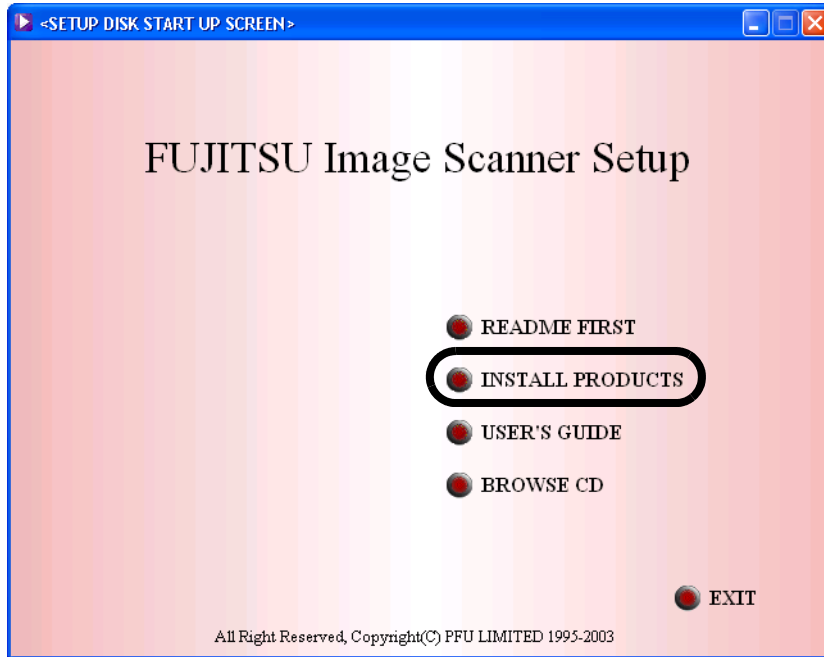 <SETUP DISK START UP SCREEN>
FUJITSU Image Scanner Setup
README FIRST
INSTALL PRODUCTS
USER'S GUIDE
BROWSE CD
EXIT
All Right Reserved, Copyright(C) PFU LIMITED 1995-2003